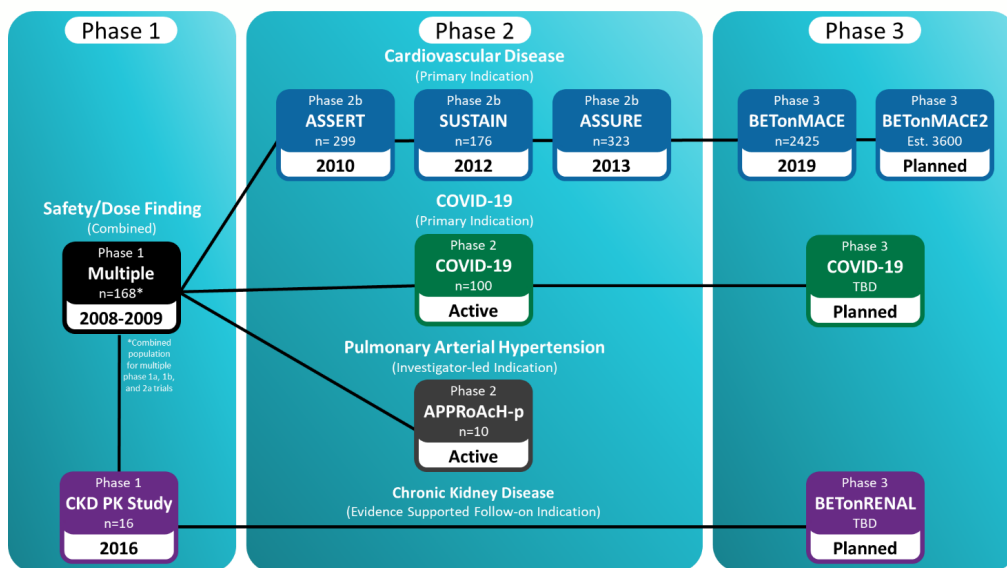 Phase 1
Phase 2
Phase 3
Cardiovascular Disease
(Primary Indication)
Phase 2b
ASSERT
n= 299
2010
Phase 2b
SUSTAIN
n=176
2012
Phase 2b
ASSURE
n=323
2013
Phase 3
BETonMACE
n=2425
2019
Phase 3
BETonMACE2
Est. 3600
Planned
Safety/Dose Finding
(Combined)
Phase 1
Multiple
n=168*
2008-2009
*Combined
population
for multiple
phase 1a, 1b,
and 2a trials
COVID-19
(Primary Indication)
Phase 2
COVID-19
n=100
Active
Phase 3
COVID-19
TBD
Planned
Pulmonary Arterial Hypertension
(Investigator-led Indication)
Phase 2
APPRoAcH-p
n=10
Active
Phase 1
CKD PK Study
n=16
2016
Chronic Kidney Disease
(Evidence Supported Follow-on Indication)
Phase 3
BETonRENAL
TBD
Planned